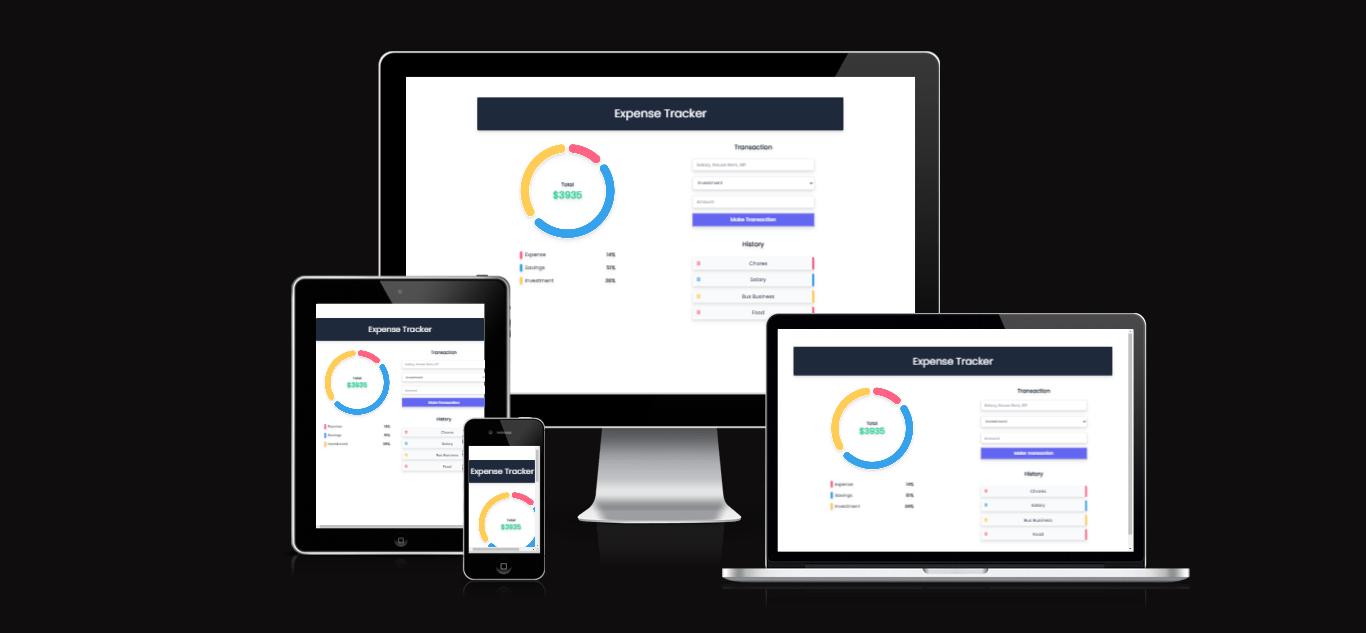 Expense Tracker
Total
$3935
Expense 14%
Savings 51%
Investment 36%
Transaction
Salary, House Rent, SIP
Investment
Amount
Make Transaction
History
Chores
Salary
Bus Business
Food
Expense Tracker
Total
$3935
Expense 14%
Savings 51%
Investment 36%
Transaction
Salary, House Rent, SIP
Investment
Amount
Make Transaction
History
Chores
Salary
Bus Business
Food
Expense Tracker
Total
$3935
Expense Tracker
Total
$3935
Expense 14%
Savings 51%
Investment 36%
Transaction
Salary, House Rent, SIP
Investment
Amount
Make Transaction
History
Chores
Salary
Bus Business
Food